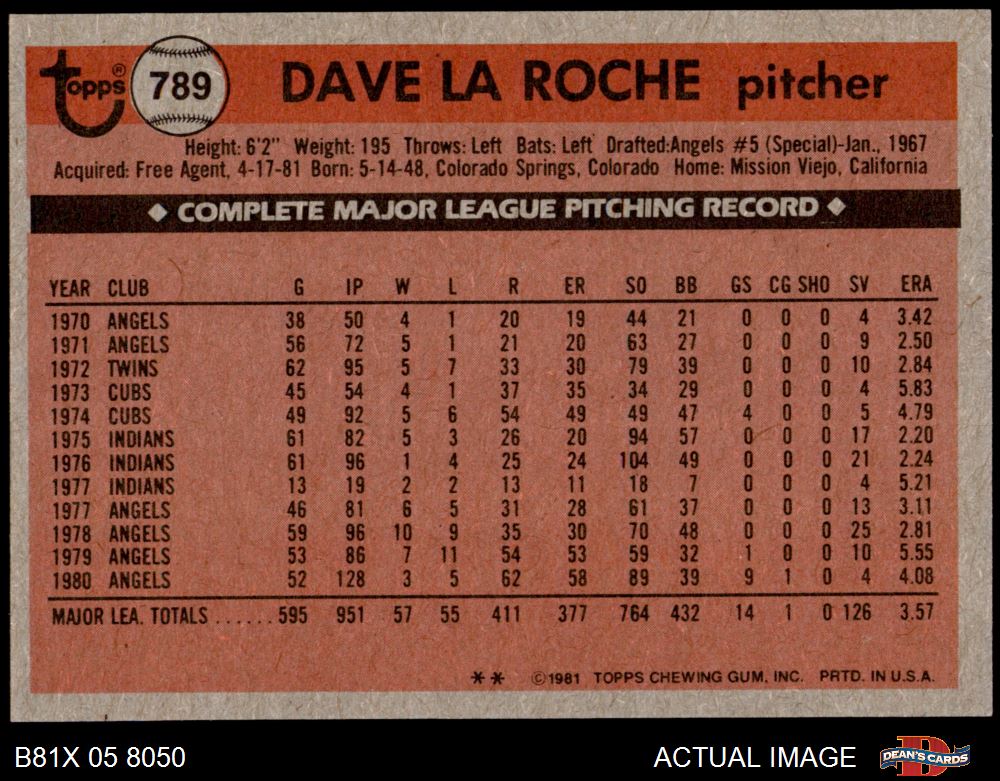 Topps® 789 DAVE LA ROCHE pitcher
Height: 6'2" Weight: 195 Throws: Left Bats: Left Drafted:Angels #5 (Special)-Jan., 1967
Acquired: Free Agent, 4-17-81 Born: 5-14-48, Colorado Springs, Colorado Home: Mission Viejo, California
◆ COMPLETE MAJOR LEAGUE PITCHING RECORD ◆
YEAR CLUB G IP W L R ER SO BB GS CG SHO SV ERA
1970 ANGELS 38 50 4 1 20 19 44 21 0 0 0 4 3.42
1971 ANGELS 56 72 5 1 21 20 63 27 0 0 0 9 2.50
1972 TWINS 62 95 5 7 33 30 79 39 0 0 0 10 2.84
1973 CUBS 45 54 4 1 37 35 34 29 0 0 0 4 5.83
1974 CUBS 49 92 5 6 54 49 49 47 4 0 0 5 4.79
1975 INDIANS 61 82 5 3 26 20 94 57 0 0 0 17 2.20
1976 INDIANS 61 96 1 4 25 24 104 49 0 0 0 21 2.24
1977 INDIANS 13 19 2 2 13 11 18 7 0 0 0 4 5.21
1977 ANGELS 46 81 6 5 31 28 61 37 0 0 0 13 3.11
1978 ANGELS 59 96 10 9 35 30 70 48 0 0 0 25 2.81
1979 ANGELS 53 86 7 11 54 53 59 32 1 0 0 10 5.55
1980 ANGELS 52 128 3 5 62 58 89 39 9 1 0 4 4.08
MAJOR LEA. TOTALS ...... 595 951 57 55 411 377 764 432 14 1 0 126 3.57
** ©1981 TOPPS CHEWING GUM, INC. PRTD. IN U.S.A.
B81X 05 8050 ACTUAL IMAGE DEAN'S CARDS